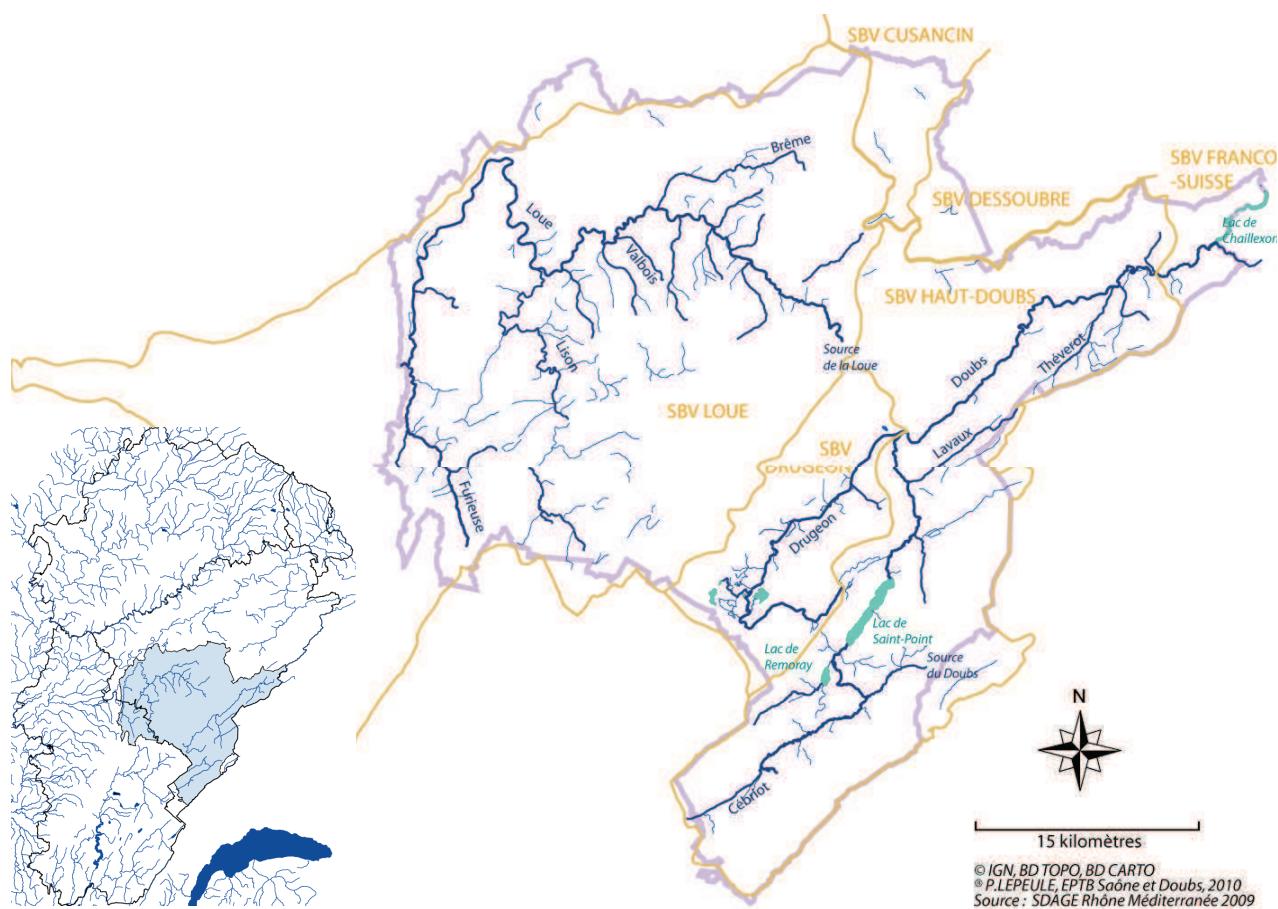 SBV CUSANCIN
Brême
SBV FRANCO
-SUISSE
SBV DESSOUBRE
Loue
Lac de
Chaillexon
Valbois
SBV HAUT-DOUBS
Source
de la Loue
Lison
Doubs
Théverot
SBV LOUE
SBV
DRUGEON
Lavaux
Furieuse
Drugeon
Lac de
Saint-Point
Lac de
Remoray
Source
du Doubs
Cébriot
N
15 kilomètres
© IGN, BD TOPO, BD CARTO
® P.LEPEULE, EPTB Saône et Doubs, 2010
Source : SDAGE Rhône Méditerranée 2009